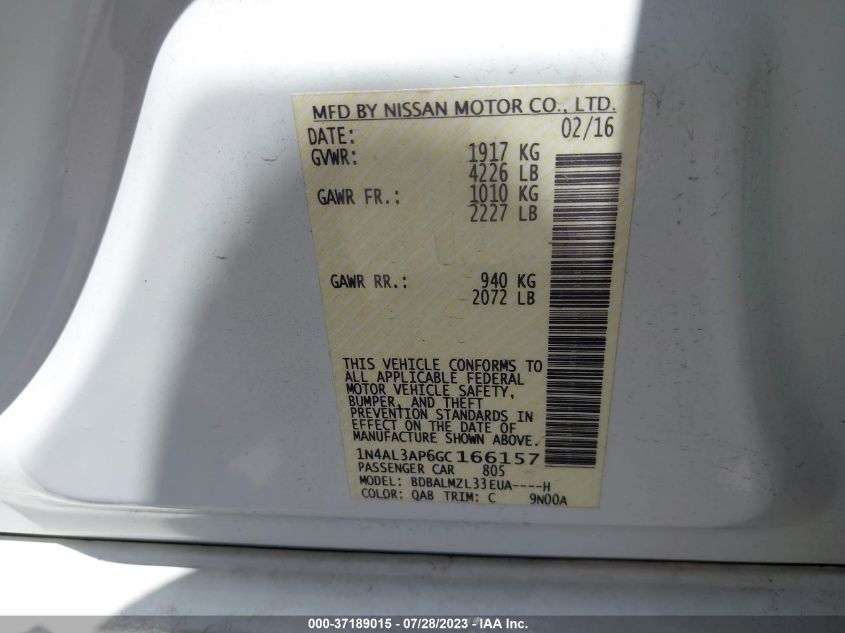 MFD BY NISSAN MOTOR CO., LTD.
DATE: 02/16
GVWR: 1917 KG
4226 LB
GAWR FR.: 1010 KG
2227 LB
GAWR RR.: 940 KG
2072 LB
THIS VEHICLE CONFORMS TO
ALL APPLICABLE FEDERAL
MOTOR VEHICLE SAFETY,
BUMPER, AND THEFT
PREVENTION STANDARDS IN
EFFECT ON THE DATE OF
MANUFACTURE SHOWN ABOVE.
1N4AL3AP6GC166157
PASSENGER CAR 805
MODEL: BDBALMZL33EUA----H
COLOR: QAB TRIM: C 9N00A
000-37189015 - 07/28/2023 - IAA Inc.